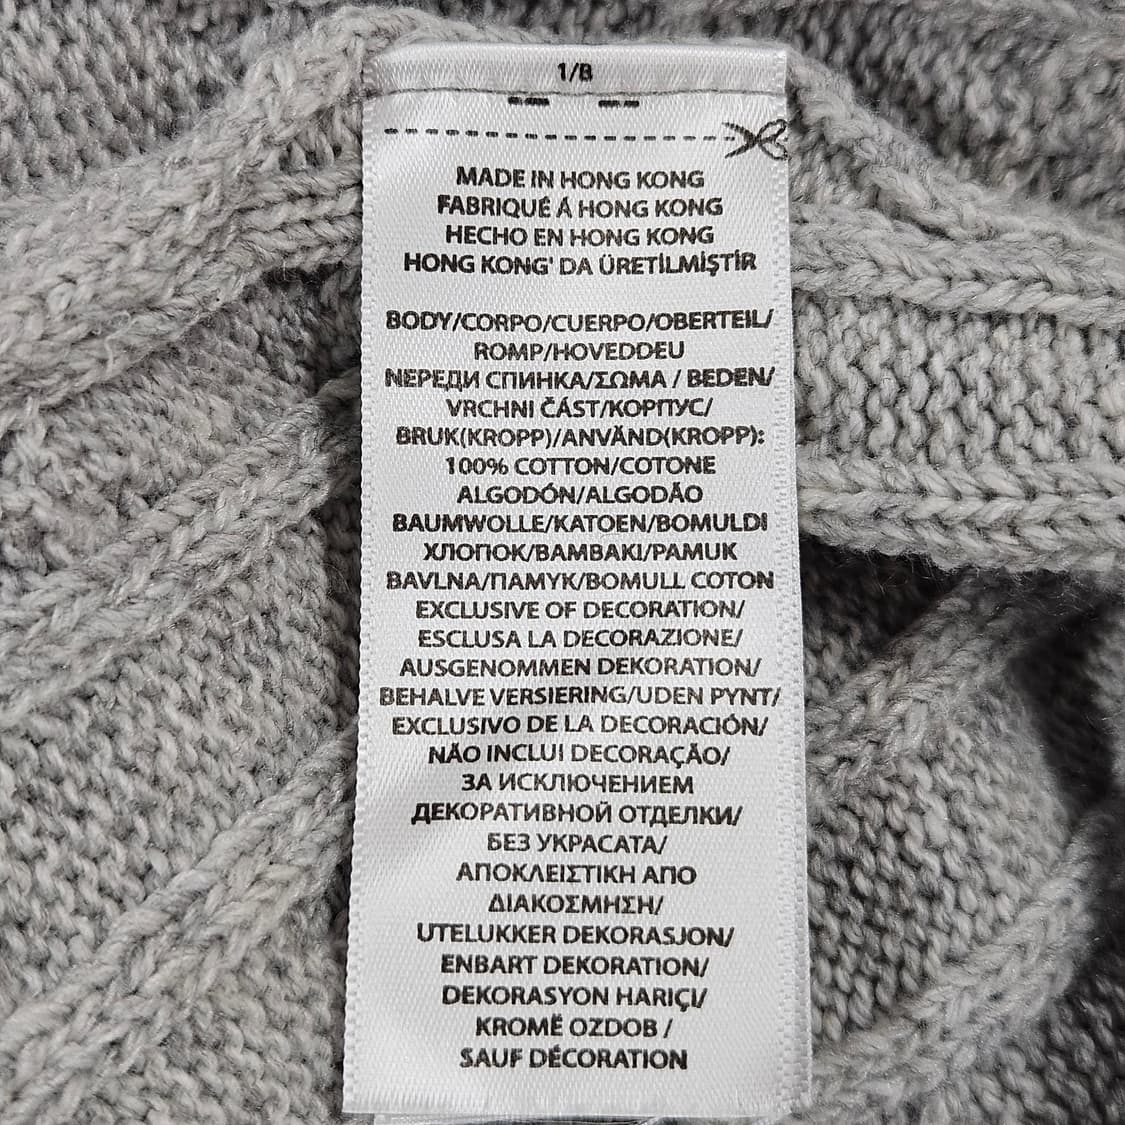 1/8
MADE IN HONG KONG
FABRIQUÉ Á HONG KONG
HECHO EN HONG KONG
HONG KONG' DA ÜRETİLMİŞTİR
BODY/CORPO/CUERPO/OBERTEIL/
ROMP/HOVEDDEU
NЕРЕДИ СПИНКА/ΣΩΜΑ / BEDEN/
VRCHNI ČÁST/КОРПУС/
BRUK(KROPP)/ANVÄND(KROPP):
100% COTTON/COTONE
ALGODÓN/ALGODÃO
BAUMWOLLE/KATOEN/BOMULDI
ХЛОПОК/ΒΑΜΒΑΚΙ/PAMUK
BAVLNA/ПАМУК/BOMULL COTON
EXCLUSIVE OF DECORATION/
ESCLUSA LA DECORAZIONE/
AUSGENOMMEN DEKORATION/
BEHALVE VERSIERING/UDEN PYNT/
EXCLUSIVO DE LA DECORACIÓN/
NÃO INCLUI DECORAÇÃO/
ЗА ИСКЛЮЧЕНИЕМ
ДЕКОРАТИВНОЙ ОТДЕЛКИ/
БЕЗ УКРАСАТА/
ΑΠΟΚΛΕΙΣΤΙΚΗ ΑΠΟ
ΔΙΑΚΟΣΜΗΣΗ/
UTELUKKER DEKORASJON/
ENBART DEKORATION/
DEKORASYON HARIÇI/
KROMĚ OZDOB /
SAUF DÉCORATION